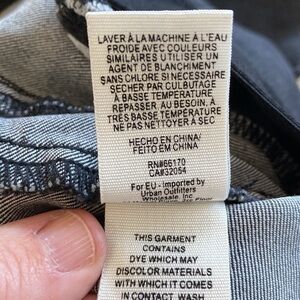 LAVER À LA MACHINE À L'EAU
FROIDE AVEC COULEURS
SIMILAIRES UTILISER UN
AGENT DE BLANCHIMENT
SANS CHLORE SI NÉCESSAIRE
SÉCHER PAR CULBUTAGE
À BASSE TEMPÉRATURE
REPASSER, AU BESOIN, À
TRÈS BASSE TEMPÉRATURE
NE PAS NETTOYER À SEC
HECHO EN CHINA/
FEITO EM CHINA/
RN#66170
CA#32054
For EU - Imported by
Urban Outfitters
Wholesale, Inc
Floor
THIS GARMENT
CONTAINS
DYE WHICH MAY
DISCOLOR MATERIALS
WITH WHICH IT COMES
IN CONTACT. WASH